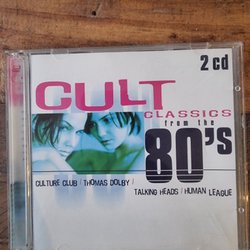 2 cd
CULT
CLASSICS
from the
80's
CULTURE CLUB / THOMAS DOLBY /
TALKING HEADS / HUMAN LEAGUE